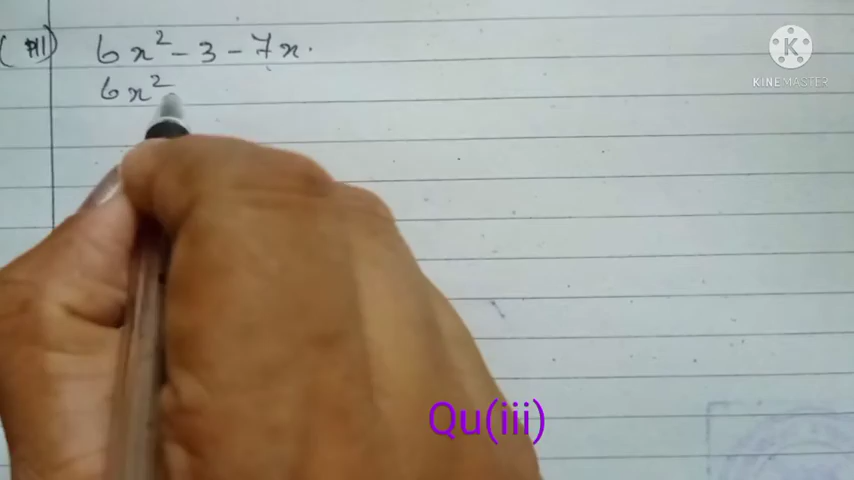 (iii) 6x² - 3 - 7x.
6x² -
K
KINEMASTER
Qu(iii)